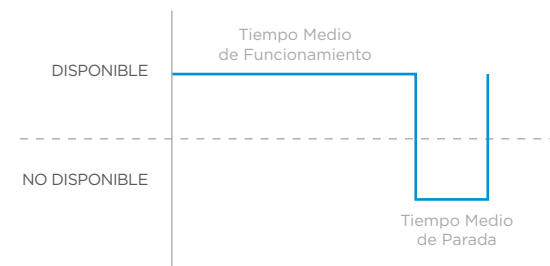 Tiempo Medio
de Funcionamiento
DISPONIBLE
NO DISPONIBLE
Tiempo Medio
de Parada